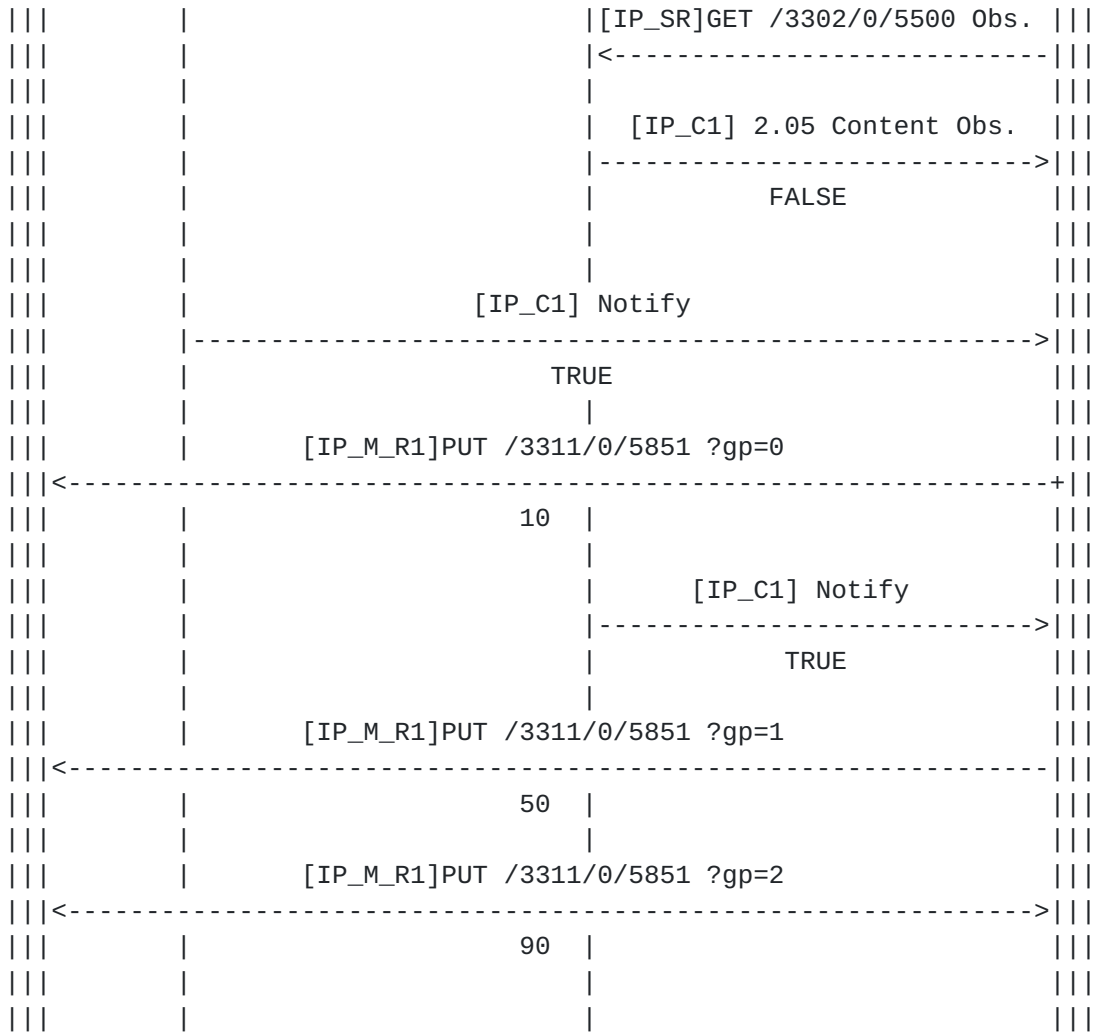 [IP_SR]GET /3302/0/5500 Obs.
[IP_C1] 2.05 Content Obs.
FALSE
[IP_C1] Notify
TRUE
[IP_M_R1]PUT /3311/0/5851 ?gp=0
10
[IP_C1] Notify
TRUE
[IP_M_R1]PUT /3311/0/5851 ?gp=1
50
[IP_M_R1]PUT /3311/0/5851 ?gp=2
90